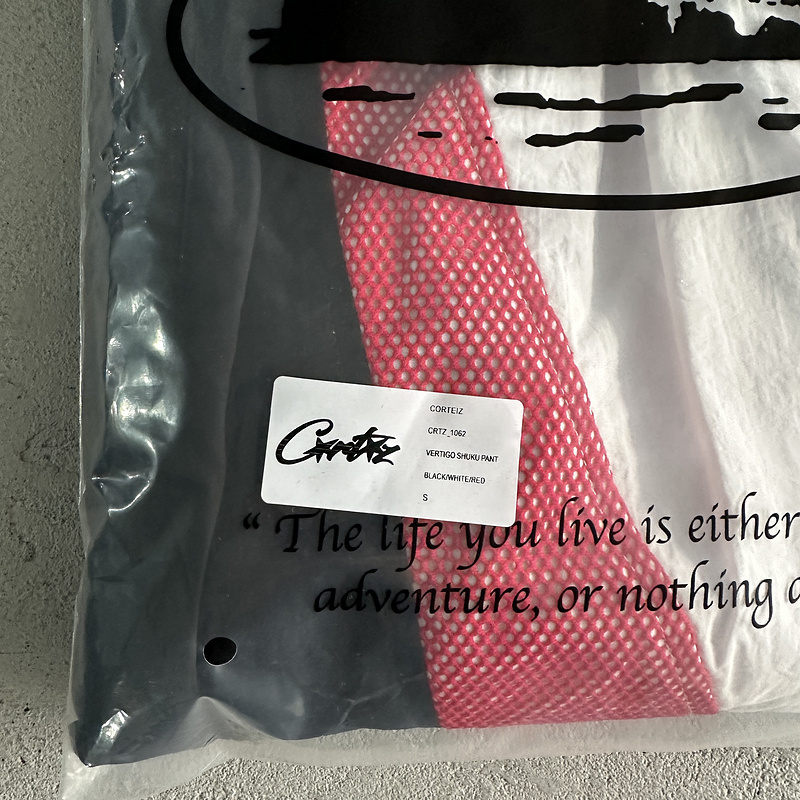 Crtz
CORTEIZ
CRTZ_1062
VERTIGO SHUKU PANT
BLACK/WHITE/RED
S
“ The life you live is either
adventure, or nothing a